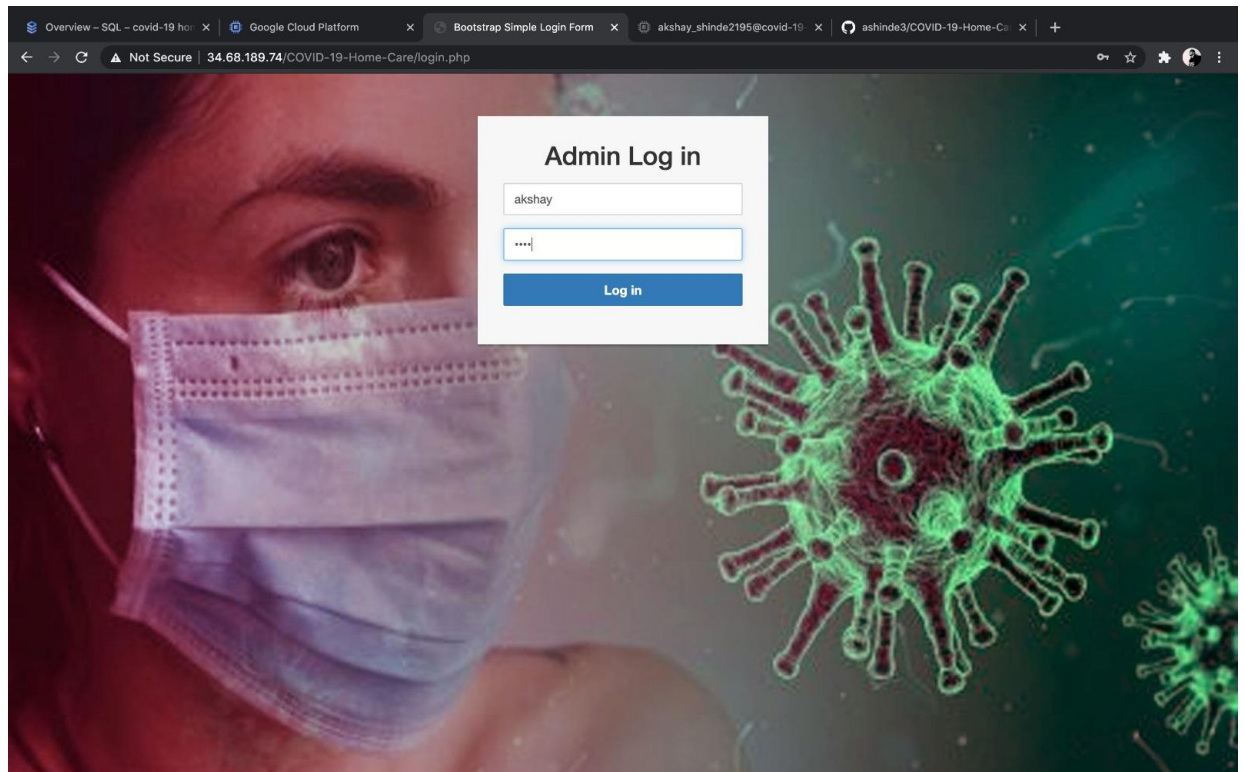 Overview – SQL – covid-19 hom
Google Cloud Platform
Bootstrap Simple Login Form
akshay_shinde2195@covid-19-
ashinde3/COVID-19-Home-Ca
Not Secure | 34.68.189.74/COVID-19-Home-Care/login.php
Admin Log in
akshay
••••
Log in